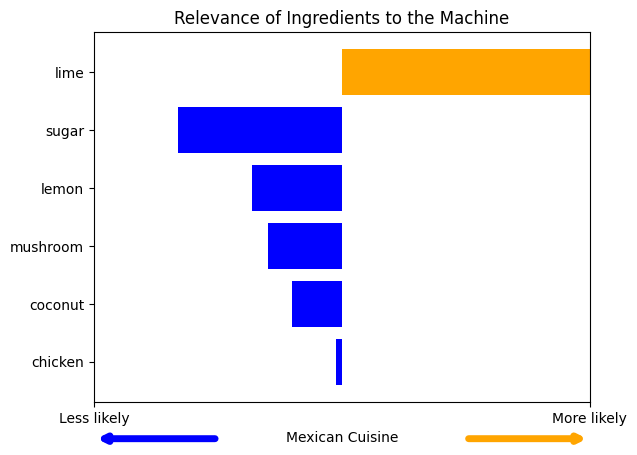 Relevance of Ingredients to the Machine
lime
sugar
lemon
mushroom
coconut
chicken
Less likely
More likely
Mexican Cuisine